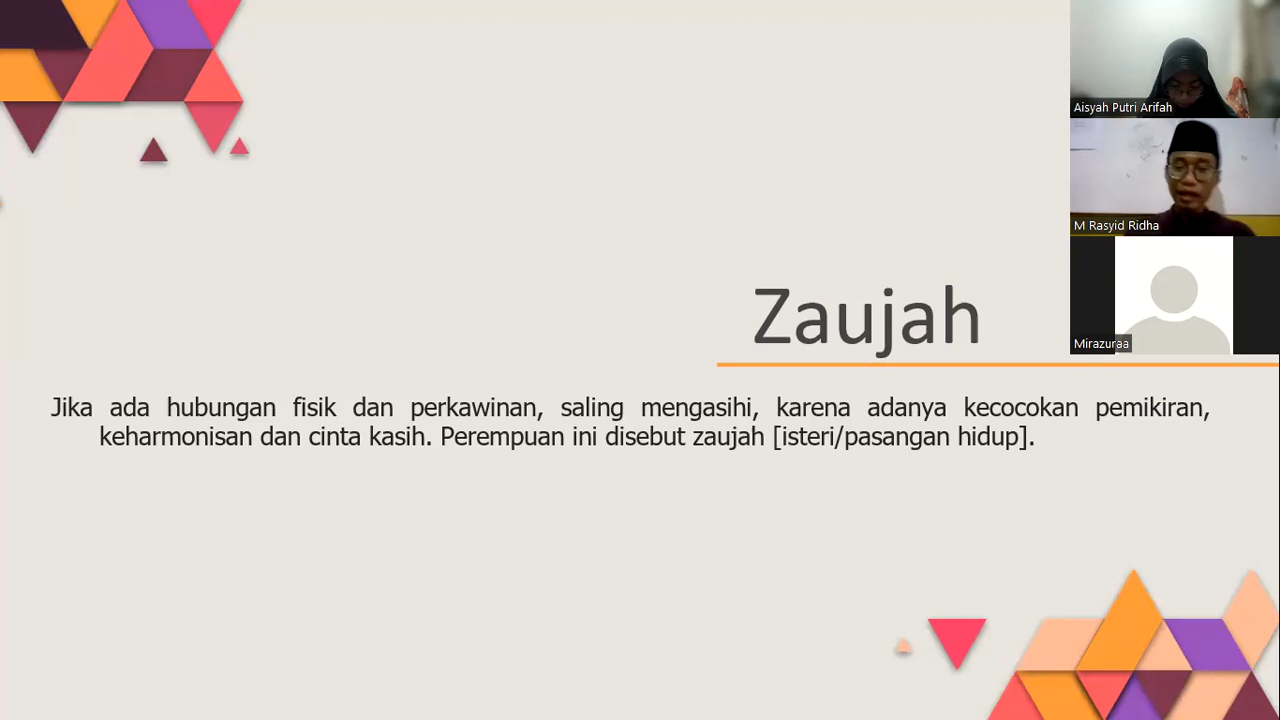 Aisyah Putri Arifah
M Rasyid Ridha
Mirazuraa
Zaujah
Jika ada hubungan fisik dan perkawinan, saling mengasihi, karena adanya kecocokan pemikiran,
keharmonisan dan cinta kasih. Perempuan ini disebut zaujah [isteri/pasangan hidup].